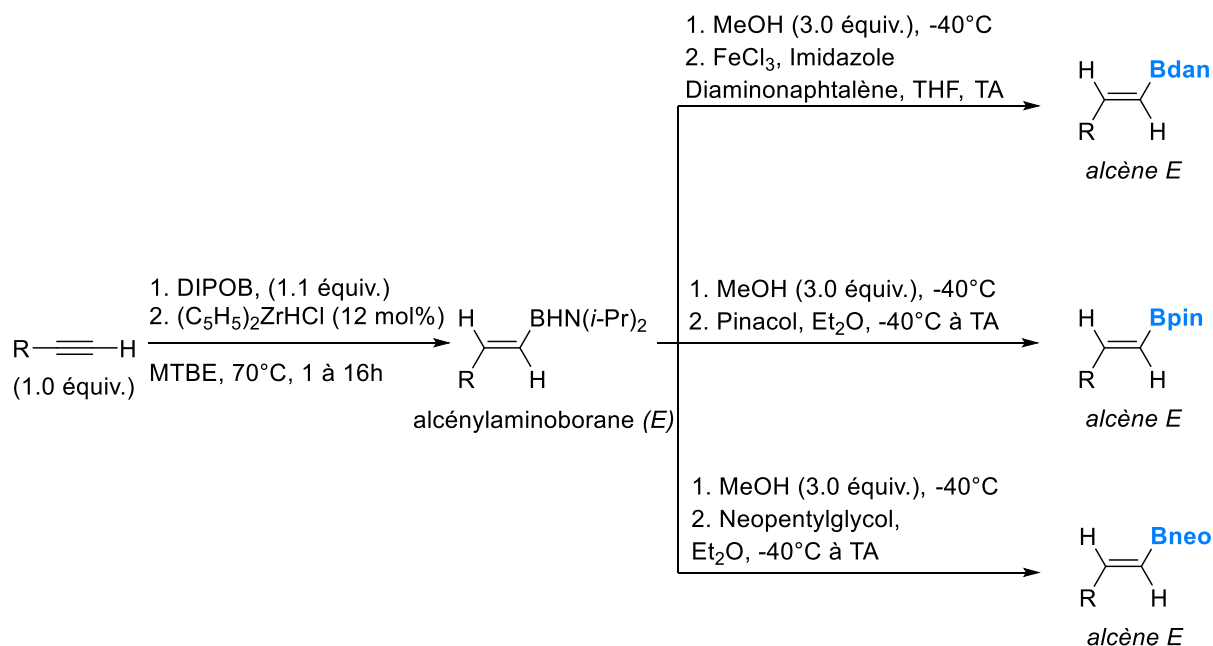 1. MeOH (3.0 équiv.), -40°C
2. FeCl3, Imidazole
Diaminonaphtalène, THF, TA
H
Bdan
R
H
alcène E
1. DIPOB, (1.1 équiv.)
2. (C5H5)2ZrHCl (12 mol%)
R
H
(1.0 équiv.)
MTBE, 70°C, 1 à 16h
H
BHN(i-Pr)2
R
H
alcénylaminoborane (E)
1. MeOH (3.0 équiv.), -40°C
2. Pinacol, Et2O, -40°C à TA
H
Bpin
R
H
alcène E
1. MeOH (3.0 équiv.), -40°C
2. Neopentylglycol,
Et2O, -40°C à TA
H
Bneo
R
H
alcène E